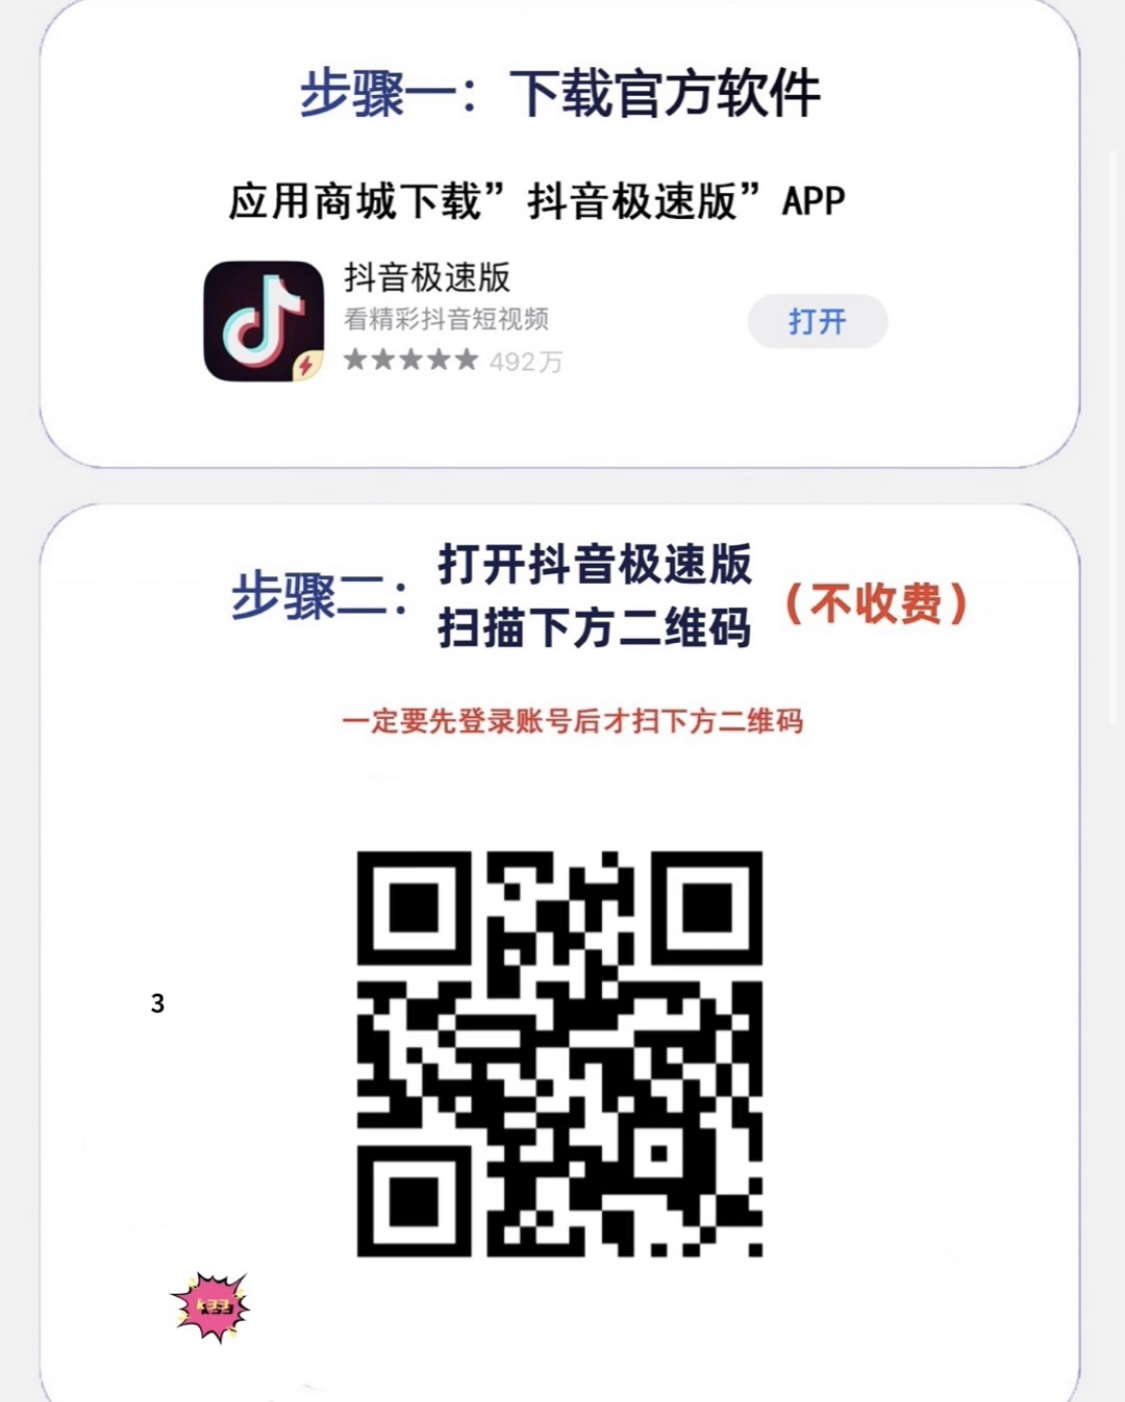 步骤一：下载官方软件
应用商城下载”抖音极速版”APP
抖音极速版
看精彩抖音短视频
492万
打开
步骤二：
打开抖音极速版
扫描下方二维码
（不收费）
一定要先登录账号后才扫下方二维码
3
k33